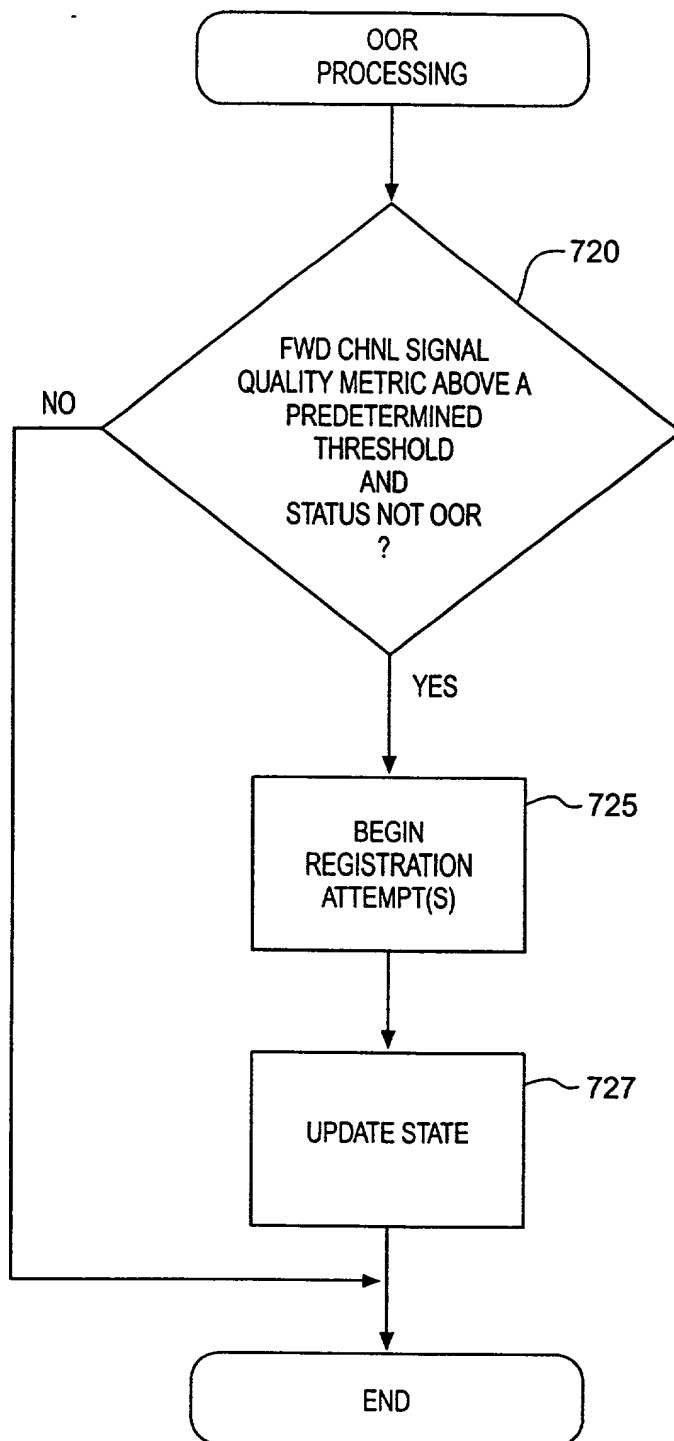 OOR
PROCESSING
720
FWD CHNL SIGNAL
QUALITY METRIC ABOVE A
PREDETERMINED
THRESHOLD
AND
STATUS NOT OOR
?
NO
YES
725
BEGIN
REGISTRATION
ATTEMPT(S)
727
UPDATE STATE
END